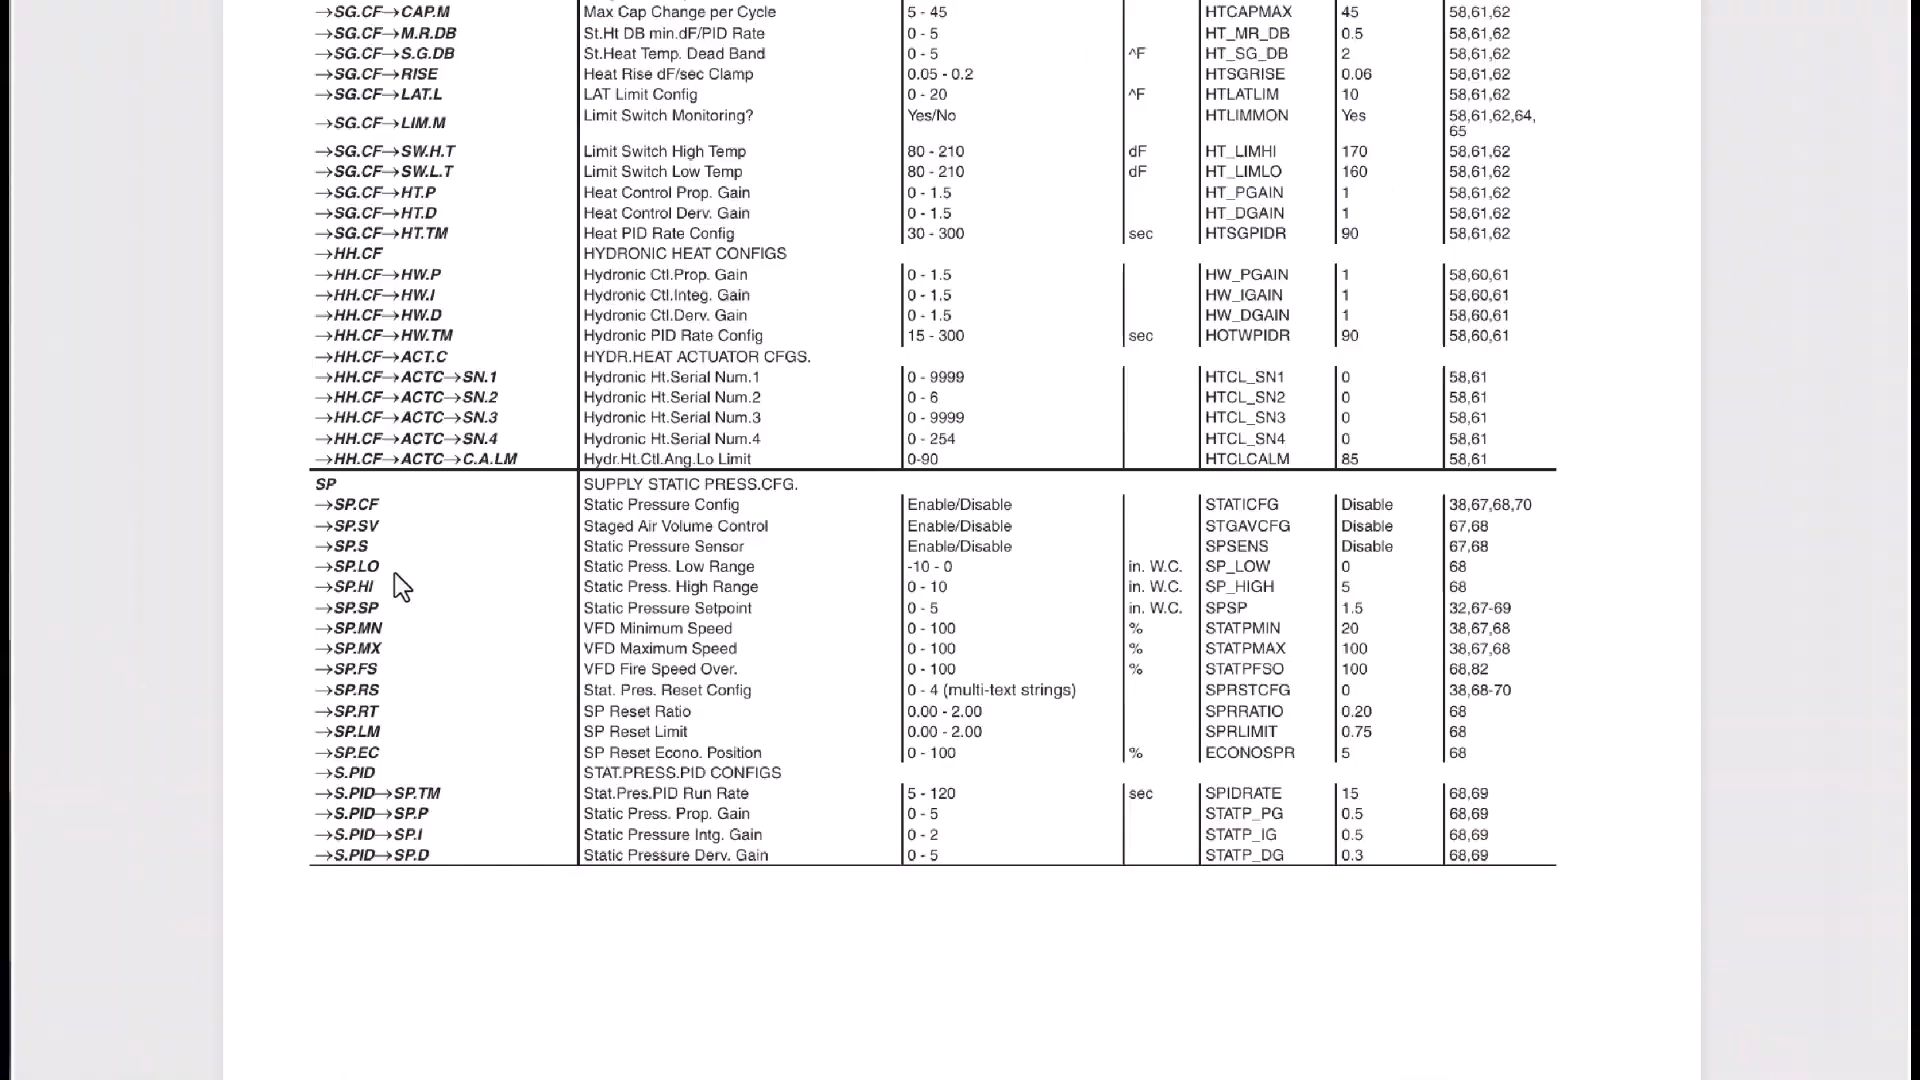 →SG.CF→CAP.M Max Cap Change per Cycle 5 - 45 HTCAPMAX 45 58,61,62
→SG.CF→M.R.DB St.Ht DB min.dF/PID Rate 0 - 5 HT_MR_DB 0.5 58,61,62
→SG.CF→S.G.DB St.Heat Temp. Dead Band 0 - 5 ^F HT_SG_DB 2 58,61,62
→SG.CF→RISE Heat Rise dF/sec Clamp 0.05 - 0.2 HTSGRISE 0.06 58,61,62
→SG.CF→LAT.L LAT Limit Config 0 - 20 ^F HTLATLIM 10 58,61,62
→SG.CF→LIM.M Limit Switch Monitoring? Yes/No HTLIMMON Yes 58,61,62,64,
65
→SG.CF→SW.H.T Limit Switch High Temp 80 - 210 dF HT_LIMHI 170 58,61,62
→SG.CF→SW.L.T Limit Switch Low Temp 80 - 210 dF HT_LIMLO 160 58,61,62
→SG.CF→HT.P Heat Control Prop. Gain 0 - 1.5 HT_PGAIN 1 58,61,62
→SG.CF→HT.D Heat Control Derv. Gain 0 - 1.5 HT_DGAIN 1 58,61,62
→SG.CF→HT.TM Heat PID Rate Config 30 - 300 sec HTSGPIDR 90 58,61,62
→HH.CF HYDRONIC HEAT CONFIGS
→HH.CF→HW.P Hydronic Ctl.Prop. Gain 0 - 1.5 HW_PGAIN 1 58,60,61
→HH.CF→HW.I Hydronic Ctl.Integ. Gain 0 - 1.5 HW_IGAIN 1 58,60,61
→HH.CF→HW.D Hydronic Ctl.Derv. Gain 0 - 1.5 HW_DGAIN 1 58,60,61
→HH.CF→HW.TM Hydronic PID Rate Config 15 - 300 sec HOTWPIDR 90 58,60,61
→HH.CF→ACT.C HYDR.HEAT ACTUATOR CFGS.
→HH.CF→ACTC→SN.1 Hydronic Ht.Serial Num.1 0 - 9999 HTCL_SN1 0 58,61
→HH.CF→ACTC→SN.2 Hydronic Ht.Serial Num.2 0 - 6 HTCL_SN2 0 58,61
→HH.CF→ACTC→SN.3 Hydronic Ht.Serial Num.3 0 - 9999 HTCL_SN3 0 58,61
→HH.CF→ACTC→SN.4 Hydronic Ht.Serial Num.4 0 - 254 HTCL_SN4 0 58,61
→HH.CF→ACTC→C.A.LM Hydr.Ht.Ctl.Ang.Lo Limit 0-90 HTCLCALM 85 58,61
SP SUPPLY STATIC PRESS.CFG.
→SP.CF Static Pressure Config Enable/Disable STATICFG Disable 38,67,68,70
→SP.SV Staged Air Volume Control Enable/Disable STGAVCFG Disable 67,68
→SP.S Static Pressure Sensor Enable/Disable SPSENS Disable 67,68
→SP.LO Static Press. Low Range -10 - 0 in. W.C. SP_LOW 0 68
→SP.HI Static Press. High Range 0 - 10 in. W.C. SP_HIGH 5 68
→SP.SP Static Pressure Setpoint 0 - 5 in. W.C. SPSP 1.5 32,67-69
→SP.MN VFD Minimum Speed 0 - 100 % STATPMIN 20 38,67,68
→SP.MX VFD Maximum Speed 0 - 100 % STATPMAX 100 38,67,68
→SP.FS VFD Fire Speed Over. 0 - 100 % STATPFSO 100 68,82
→SP.RS Stat. Pres. Reset Config 0 - 4 (multi-text strings) SPRSTCFG 0 38,68-70
→SP.RT SP Reset Ratio 0.00 - 2.00 SPRRATIO 0.20 68
→SP.LM SP Reset Limit 0.00 - 2.00 SPRLIMIT 0.75 68
→SP.EC SP Reset Econo. Position 0 - 100 % ECONOSPR 5 68
→S.PID STAT.PRESS.PID CONFIGS
→S.PID→SP.TM Stat.Pres.PID Run Rate 5 - 120 sec SPIDRATE 15 68,69
→S.PID→SP.P Static Press. Prop. Gain 0 - 5 STATP_PG 0.5 68,69
→S.PID→SP.I Static Pressure Intg. Gain 0 - 2 STATP_IG 0.5 68,69
→S.PID→SP.D Static Pressure Derv. Gain 0 - 5 STATP_DG 0.3 68,69